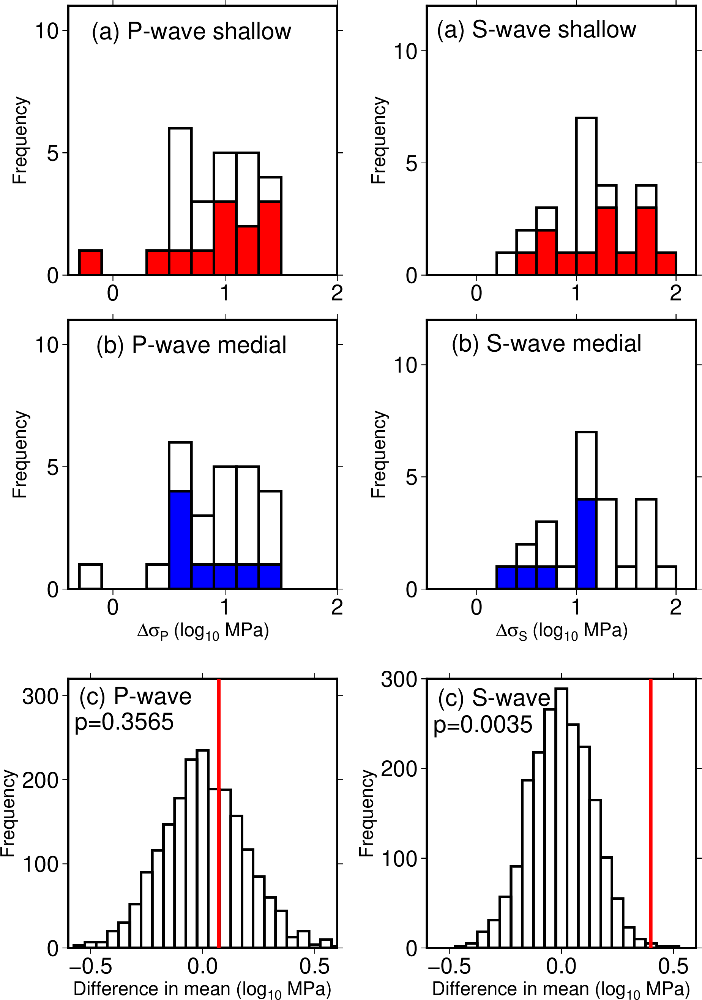 (a) P-wave shallow
Frequency
10
5
0
0 1 2
(a) S-wave shallow
Frequency
10
5
0
0 1 2
(b) P-wave medial
Frequency
10
5
0
0 1 2
ΔσP (log10 MPa)
(b) S-wave medial
Frequency
10
5
0
0 1 2
ΔσS (log10 MPa)
(c) P-wave
p=0.3565
Frequency
300
200
100
0
−0.5 0.0 0.5
Difference in mean (log10 MPa)
(c) S-wave
p=0.0035
Frequency
300
200
100
0
−0.5 0.0 0.5
Difference in mean (log10 MPa)